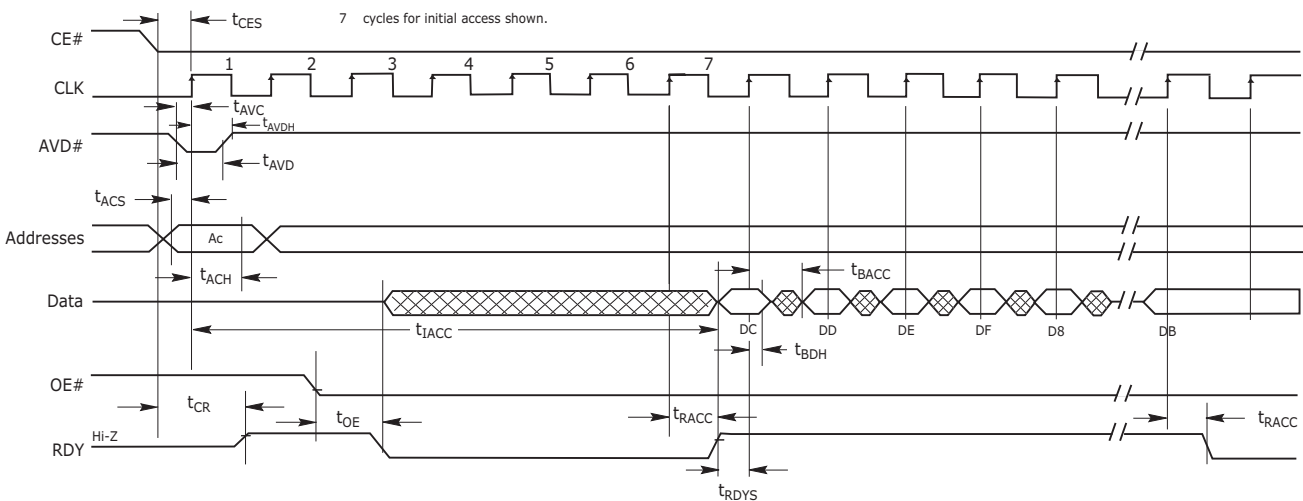 tCES
7 cycles for initial access shown.
CE#
1 2 3 4 5 6 7
CLK
tAVC
tAVDH
AVD#
tAVD
tACS
Addresses
Ac
tACH
tBACC
Data
DC DD DE DF D8 DB
tIACC
tBDH
OE#
tCR
tOE
tRACC
tRACC
Hi-Z
RDY
tRDYS